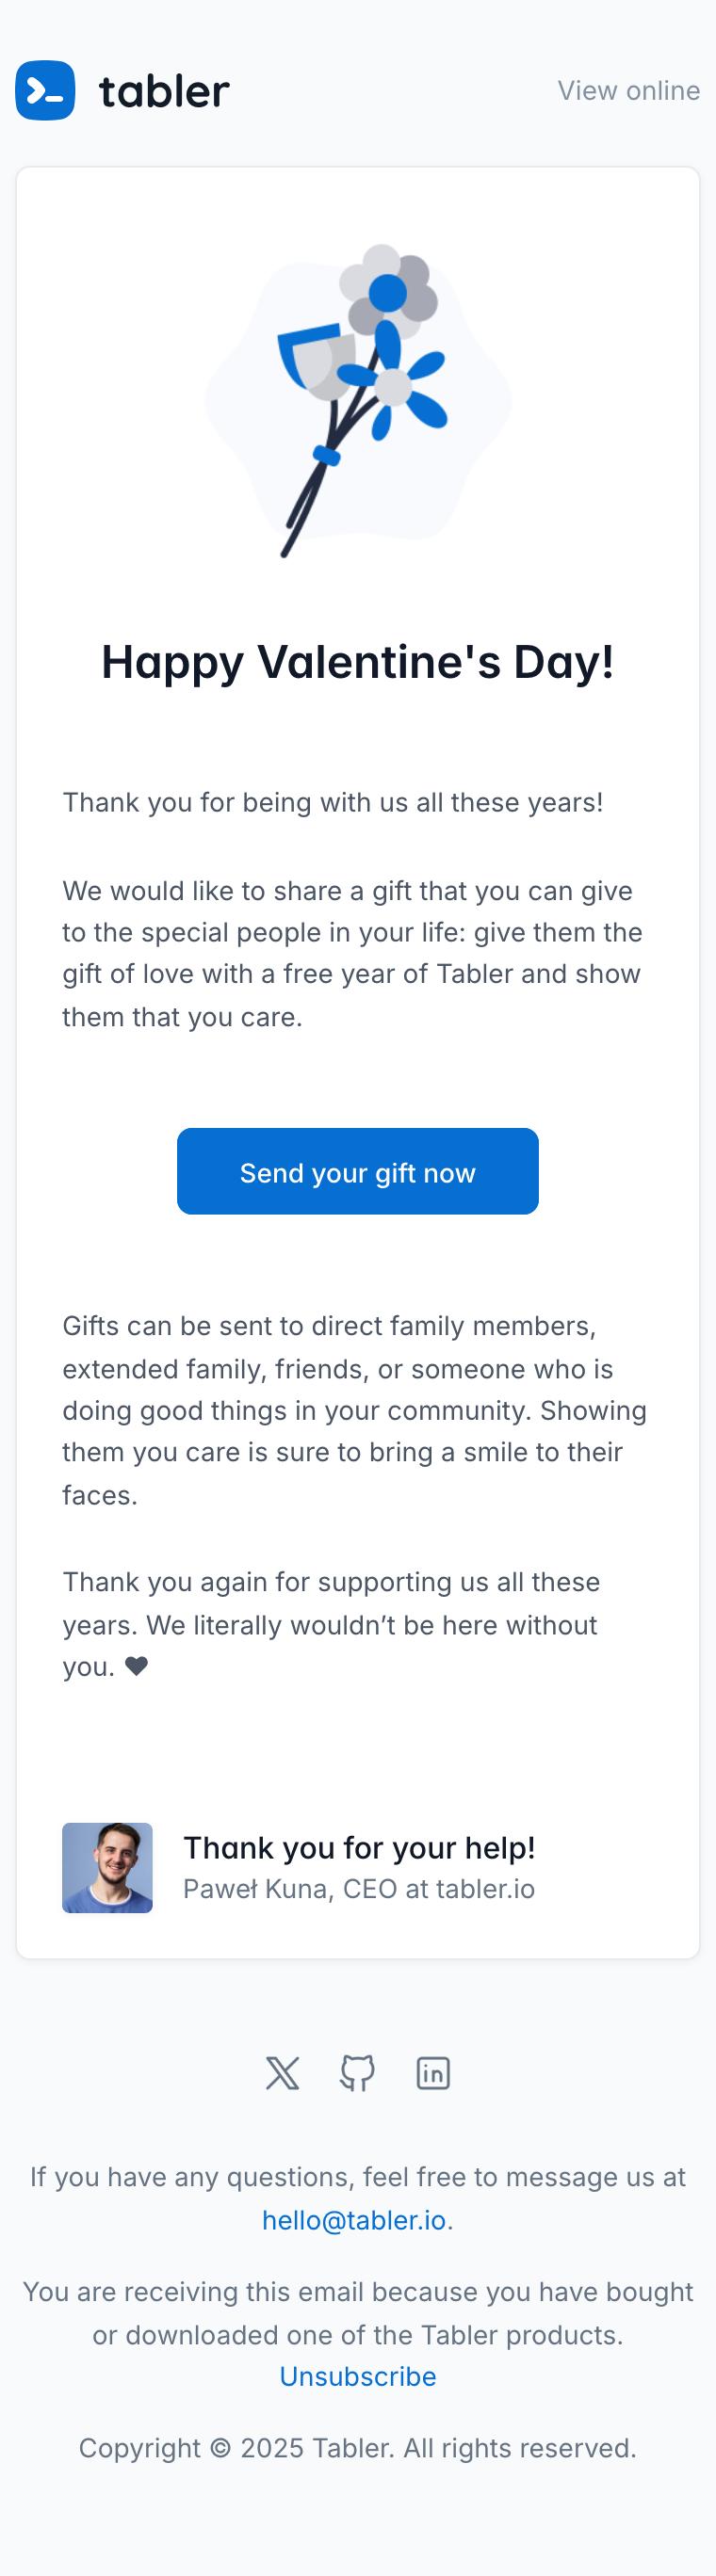 tabler
View online
Happy Valentine's Day!
Thank you for being with us all these years!
We would like to share a gift that you can give
to the special people in your life: give them the
gift of love with a free year of Tabler and show
them that you care.
Send your gift now
Gifts can be sent to direct family members,
extended family, friends, or someone who is
doing good things in your community. Showing
them you care is sure to bring a smile to their
faces.
Thank you again for supporting us all these
years. We literally wouldn’t be here without
you. ❤
Thank you for your help!
Paweł Kuna, CEO at tabler.io
If you have any questions, feel free to message us at
hello@tabler.io.
You are receiving this email because you have bought
or downloaded one of the Tabler products.
Unsubscribe
Copyright © 2025 Tabler. All rights reserved.